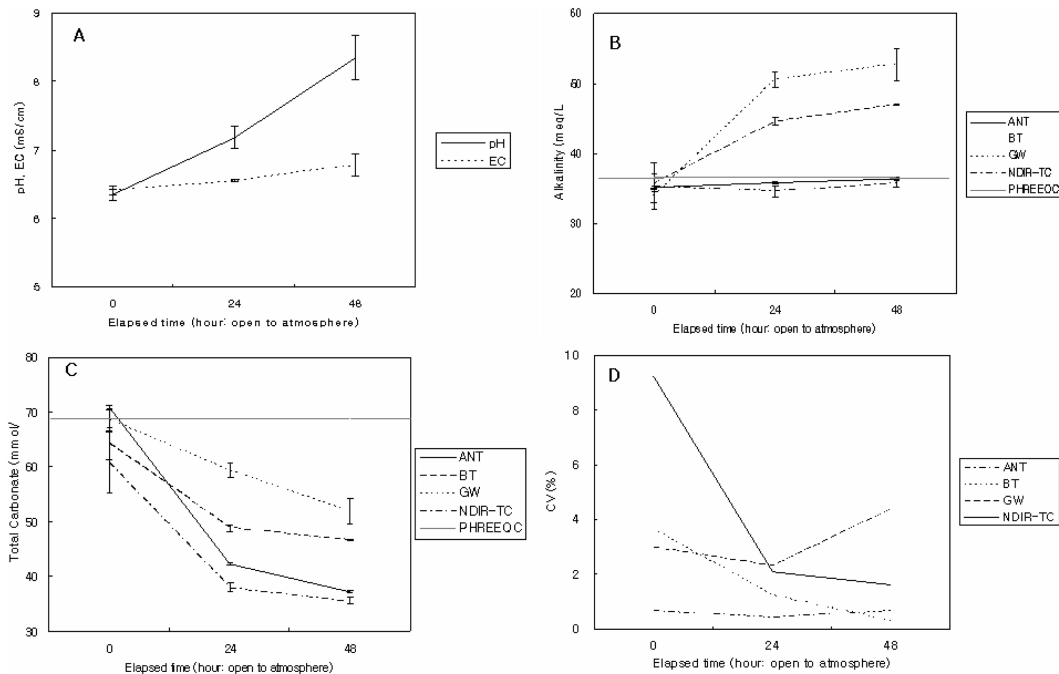 A
9
8
7
6
5
pH, EC (mS/cm)
0
24
48
Elapsed time (hour: open to atmosphere)
pH
EC
B
60
50
40
30
20
Alkalinity (meq/L
0
24
48
Elapsed time (hour: open to atmosphere)
ANT
BT
GW
NDIR-TC
PHREEQC
C
80
70
60
50
40
30
Total Carbonate (mmol/
0
24
48
Elapsed time (hour: open to atmosphere)
ANT
BT
GW
NDIR-TC
PHREEQC
D
10
8
6
4
2
0
CV (%)
0
24
48
Elapsed time (hour: open to atmosphere)
ANT
BT
GW
NDIR-TC